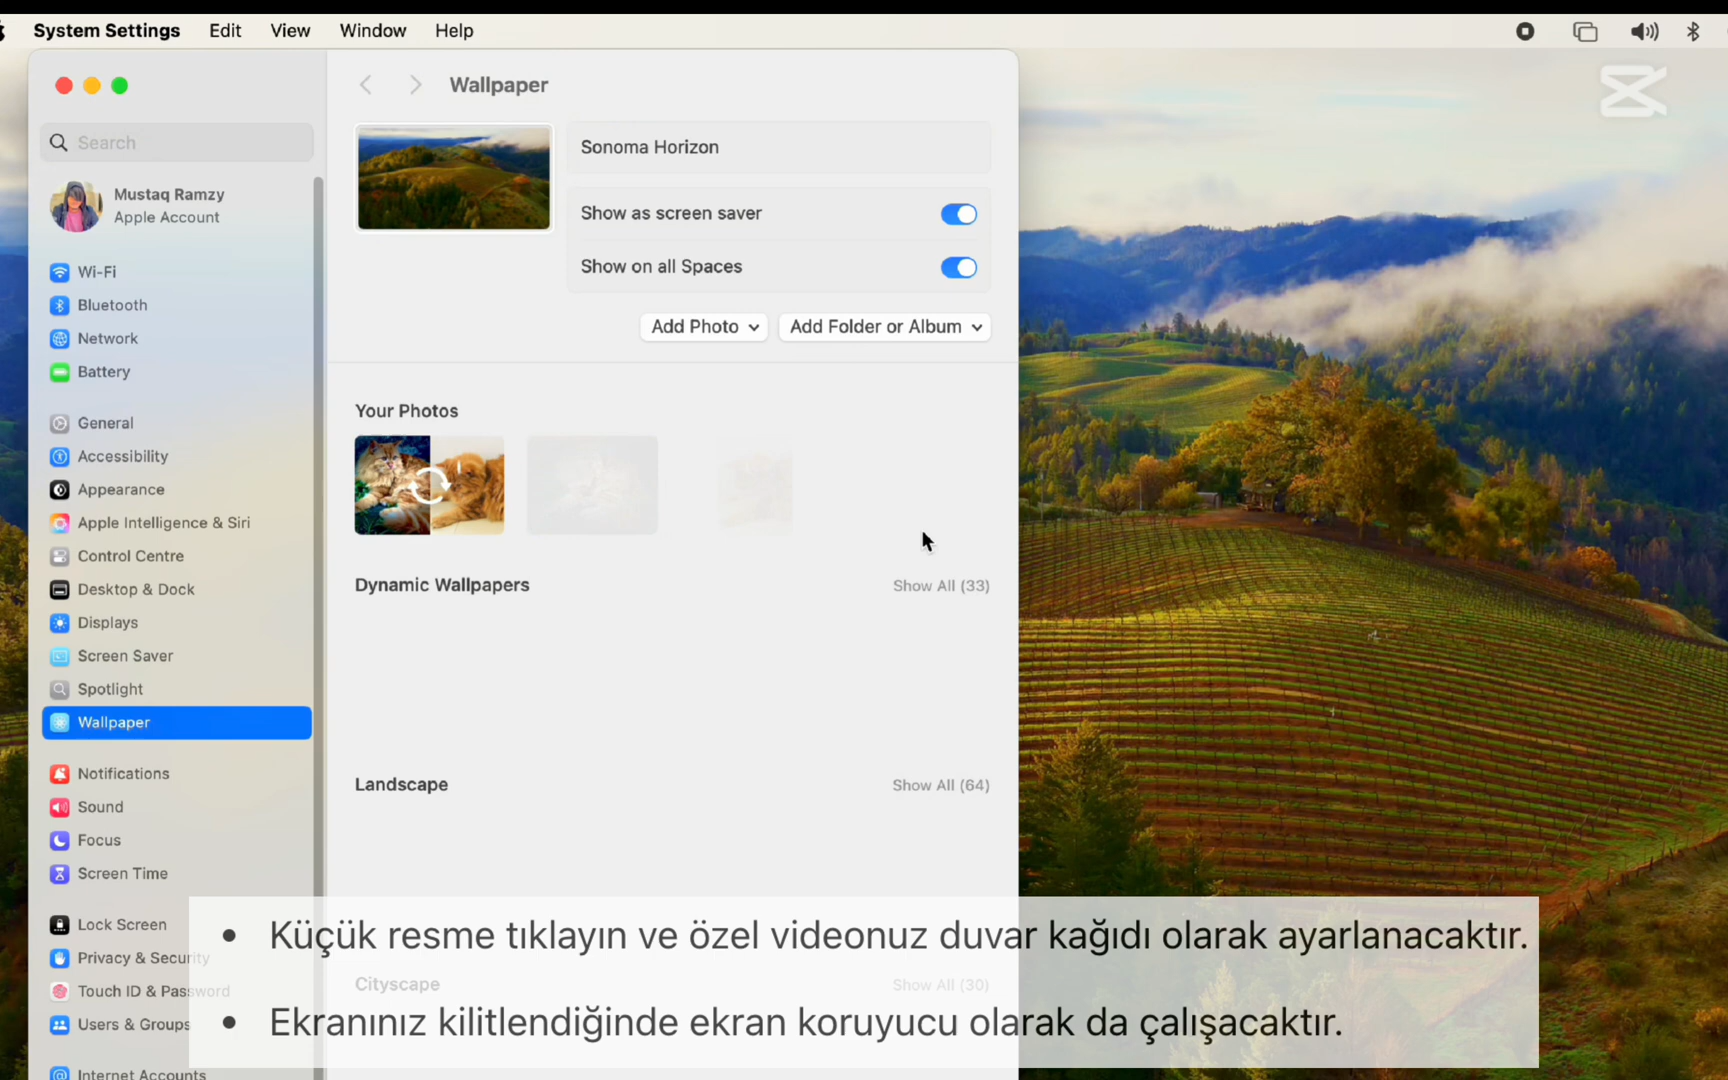 System Settings Edit View Window Help
Wallpaper
Search
Sonoma Horizon
Mustaq Ramzy
Apple Account
Show as screen saver
Show on all Spaces
Wi-Fi
Bluetooth
Network
Battery
Add Photo
Add Folder or Album
General
Accessibility
Appearance
Apple Intelligence & Siri
Control Centre
Desktop & Dock
Displays
Screen Saver
Spotlight
Wallpaper
Notifications
Sound
Focus
Screen Time
Lock Screen
Privacy & Security
Touch ID & Password
Users & Groups
Internet Accounts
Your Photos
Dynamic Wallpapers Show All (33)
Landscape Show All (64)
Cityscape Show All (30)
• Küçük resme tıklayın ve özel videonuz duvar kağıdı olarak ayarlanacaktır.
• Ekranınız kilitlendiğinde ekran koruyucu olarak da çalışacaktır.